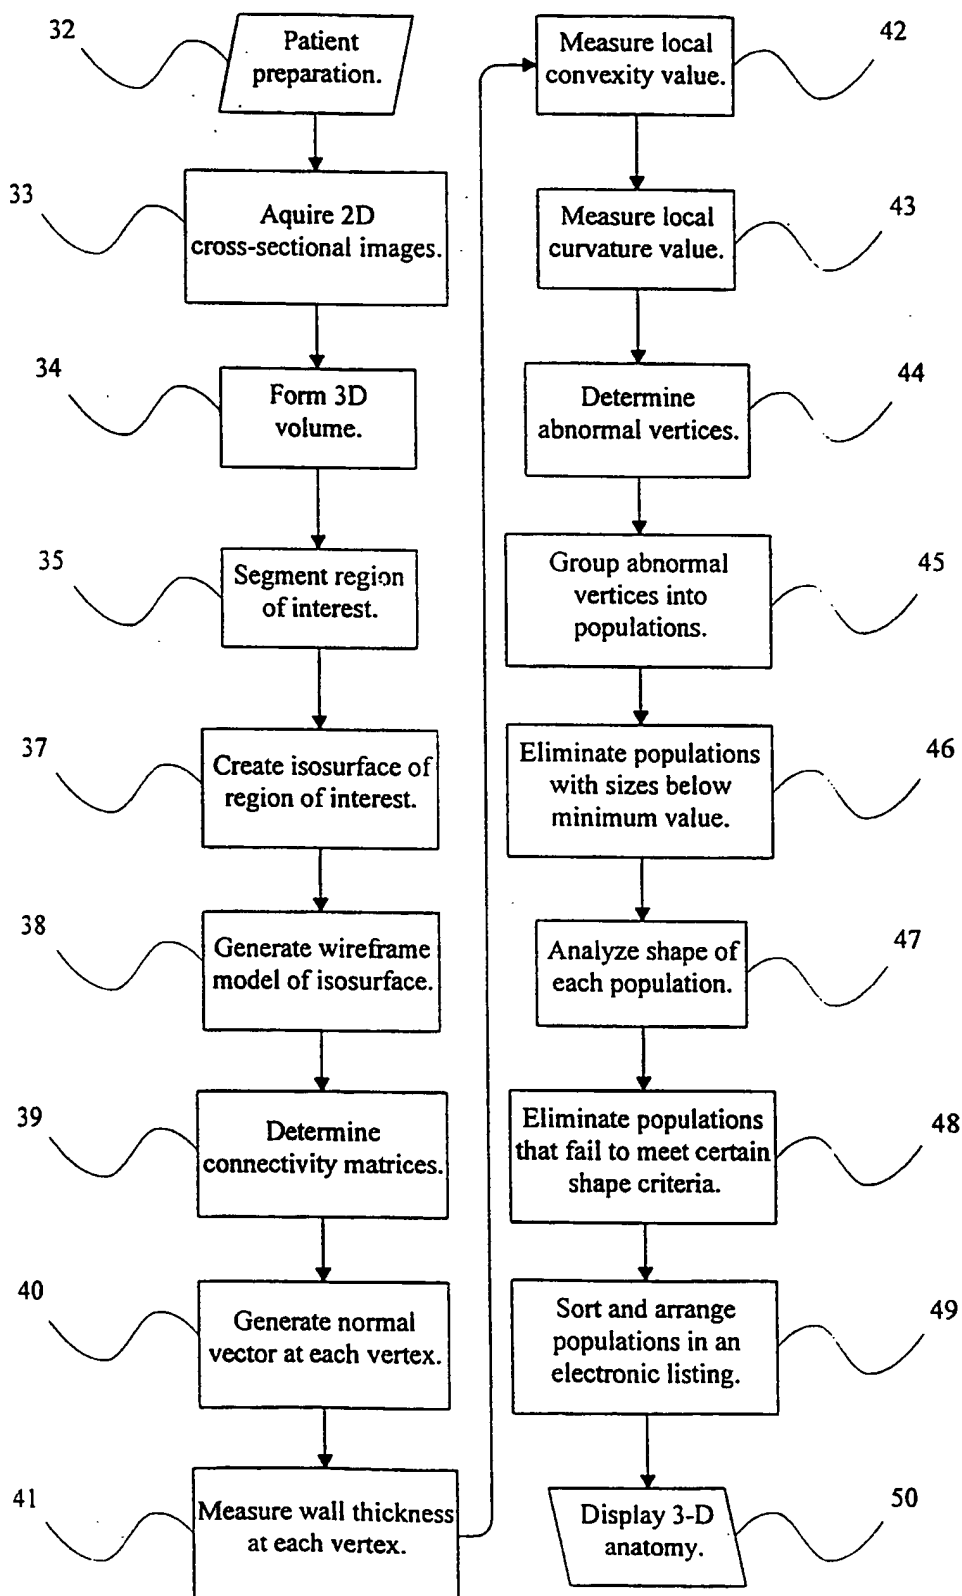 32
Patient
preparation.
33
Aquire 2D
cross-sectional images.
34
Form 3D
volume.
35
Segment region
of interest.
37
Create isosurface of
region of interest.
38
Generate wireframe
model of isosurface.
39
Determine
connectivity matrices.
40
Generate normal
vector at each vertex.
41
Measure wall thickness
at each vertex.
42
Measure local
convexity value.
43
Measure local
curvature value.
44
Determine
abnormal vertices.
45
Group abnormal
vertices into
populations.
46
Eliminate populations
with sizes below
minimum value.
47
Analyze shape of
each population.
48
Eliminate populations
that fail to meet certain
shape criteria.
49
Sort and arrange
populations in an
electronic listing.
50
Display 3-D
anatomy.